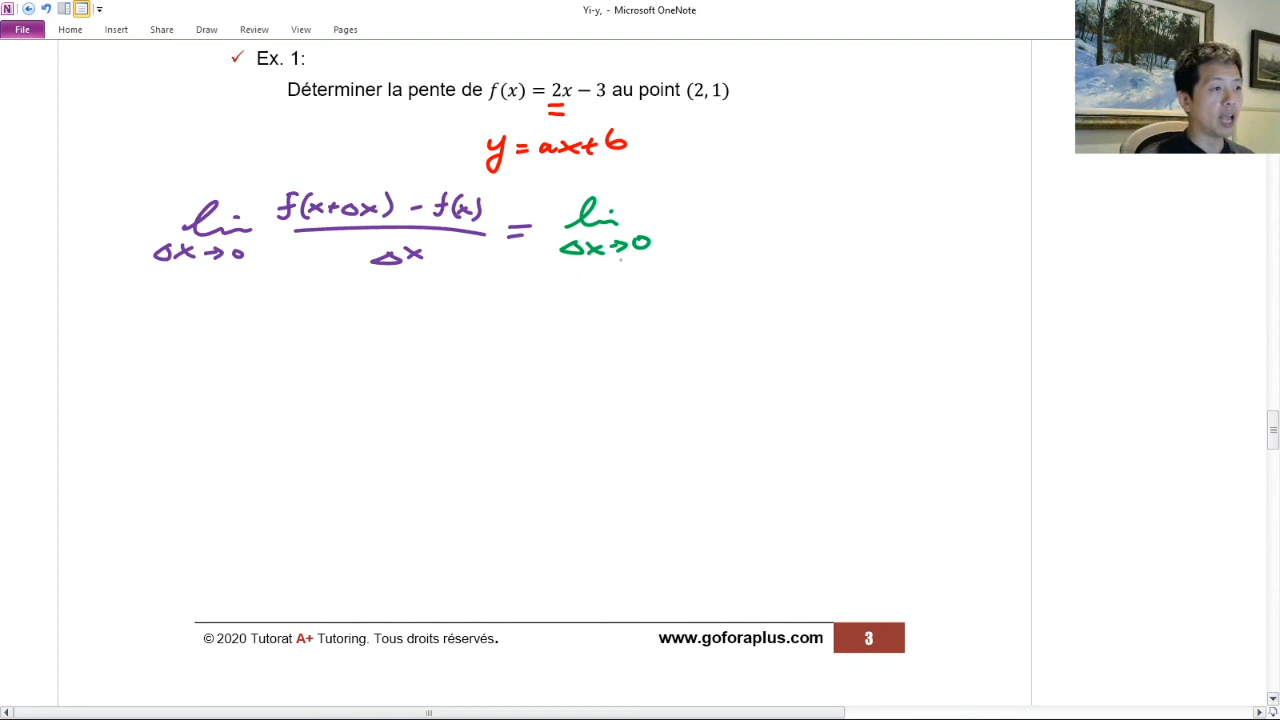 Yi-y, - Microsoft OneNote
File Home Insert Share Draw Review View Pages
✓ Ex. 1:
Déterminer la pente de f(x) = 2x − 3 au point (2, 1)
y = ax + b
lim Δx→0 f(x+Δx) - f(x) / Δx = lim Δx→0
© 2020 Tutorat A+ Tutoring. Tous droits réservés. www.goforaplus.com 3